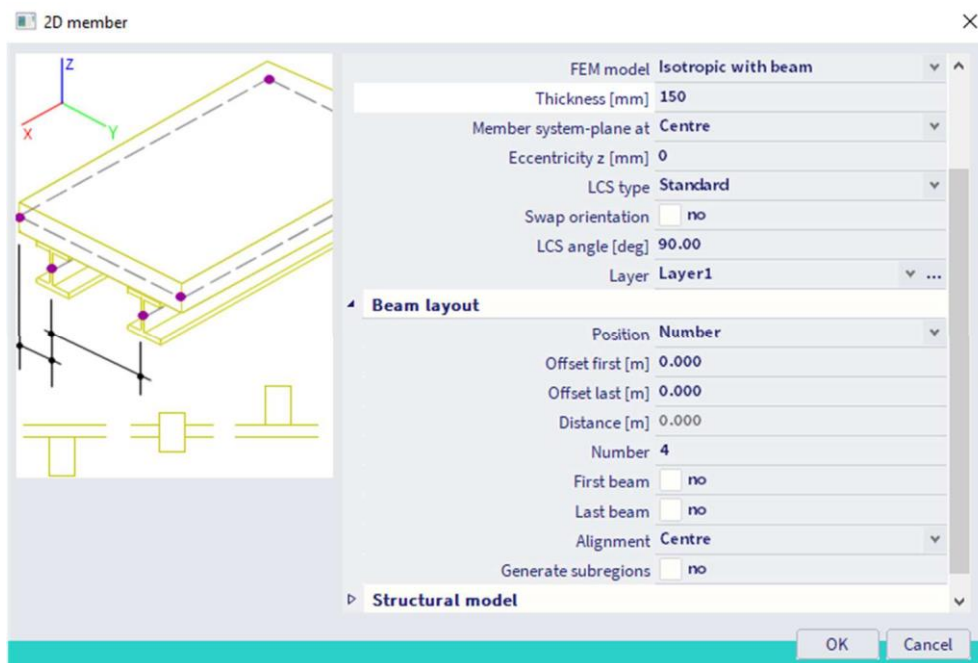 2D member
Z
X
Y
FEM model Isotropic with beam
Thickness [mm] 150
Member system-plane at Centre
Eccentricity z [mm] 0
LCS type Standard
Swap orientation no
LCS angle [deg] 90.00
Layer Layer1 ...
Beam layout
Position Number
Offset first [m] 0.000
Offset last [m] 0.000
Distance [m] 0.000
Number 4
First beam no
Last beam no
Alignment Centre
Generate subregions no
Structural model
OK Cancel